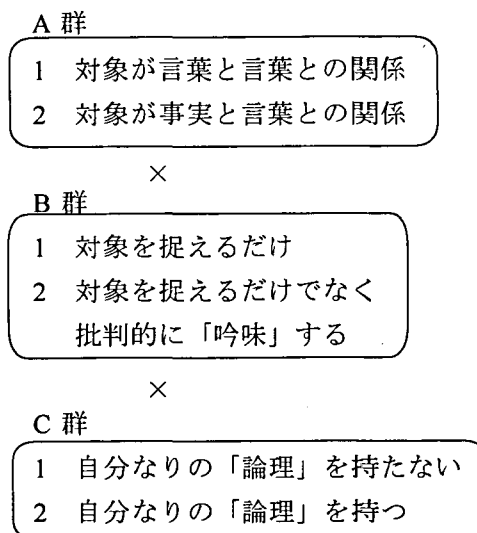 A 群
1 対象が言葉と言葉との関係
2 対象が事実と言葉との関係
×
B 群
1 対象を捉えるだけ
2 対象を捉えるだけでなく
批判的に「吟味」する
×
C 群
1 自分なりの「論理」を持たない
2 自分なりの「論理」を持つ